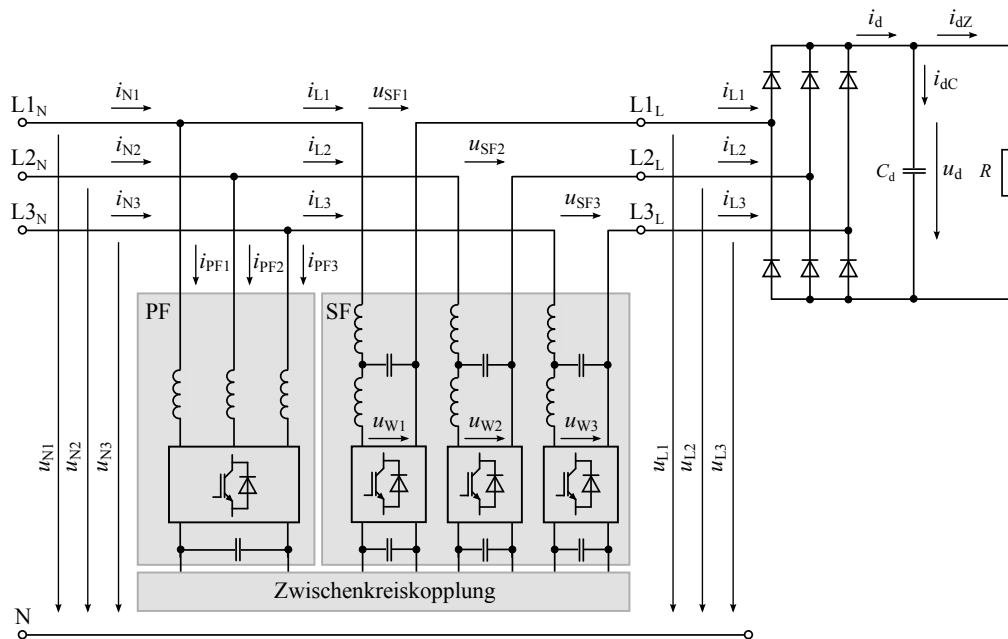 i_d i_dZ
i_N1 i_L1 u_SF1 i_L1 i_dC
L1_N L1_L
i_N2 i_L2 u_SF2 i_L2
L2_N L2_L C_d u_d R
i_N3 i_L3 u_SF3 i_L3
L3_N L3_L
i_PF1 i_PF2 i_PF3
PF SF
u_W1 u_W2 u_W3
u_N1 u_N2 u_N3 u_L1 u_L2 u_L3
Zwischenkreiskopplung
N